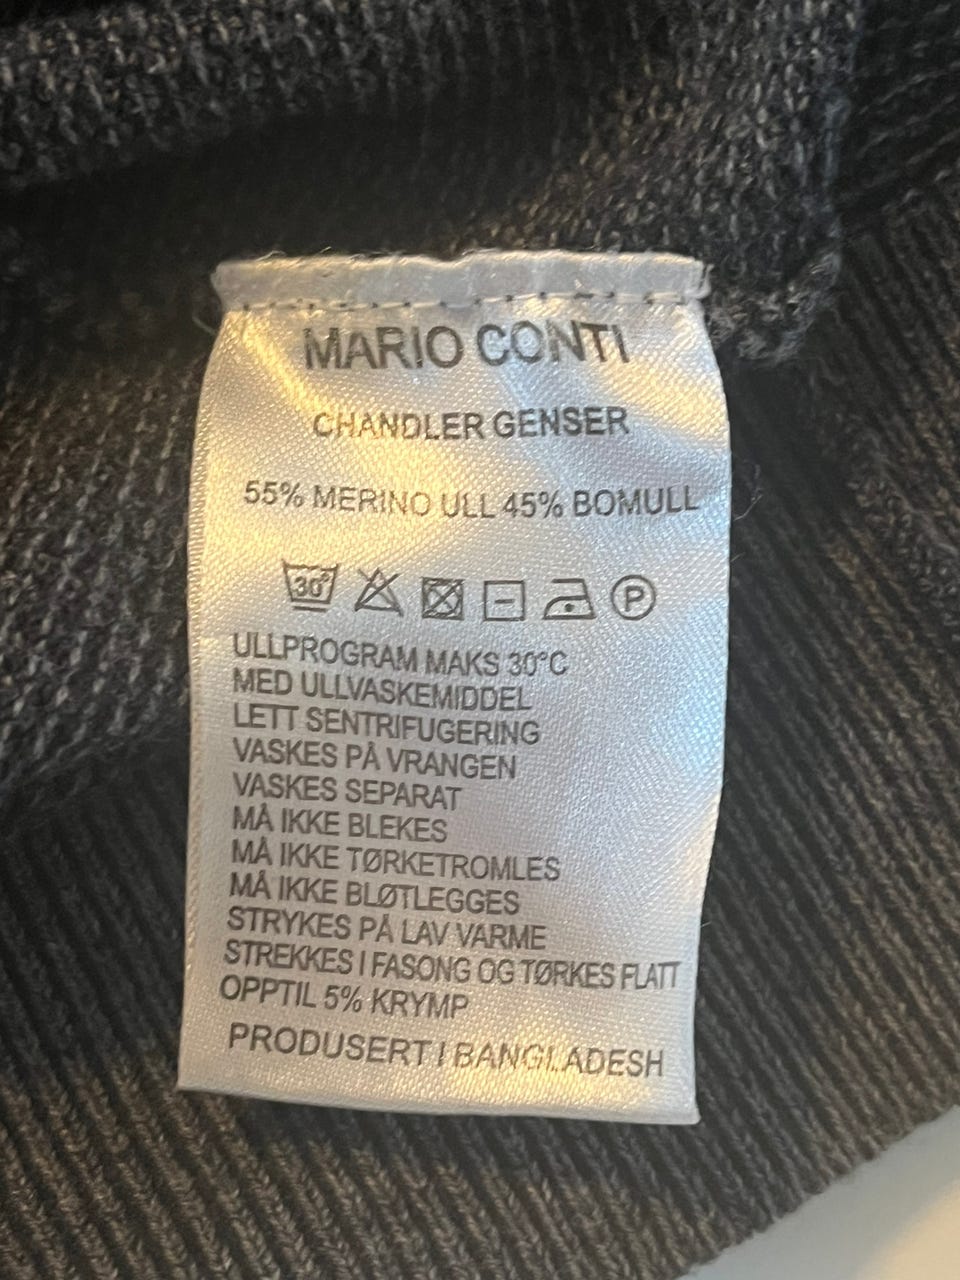 MARIO CONTI
CHANDLER GENSER
55% MERINO ULL 45% BOMULL
30° P
ULLPROGRAM MAKS 30°C
MED ULLVASKEMIDDEL
LETT SENTRIFUGERING
VASKES PÅ VRANGEN
VASKES SEPARAT
MÅ IKKE BLEKES
MÅ IKKE TØRKETROMLES
MÅ IKKE BLØTLEGGES
STRYKES PÅ LAV VARME
STREKKES I FASONG OG TØRKES FLATT
OPPTIL 5% KRYMP
PRODUSERT I BANGLADESH